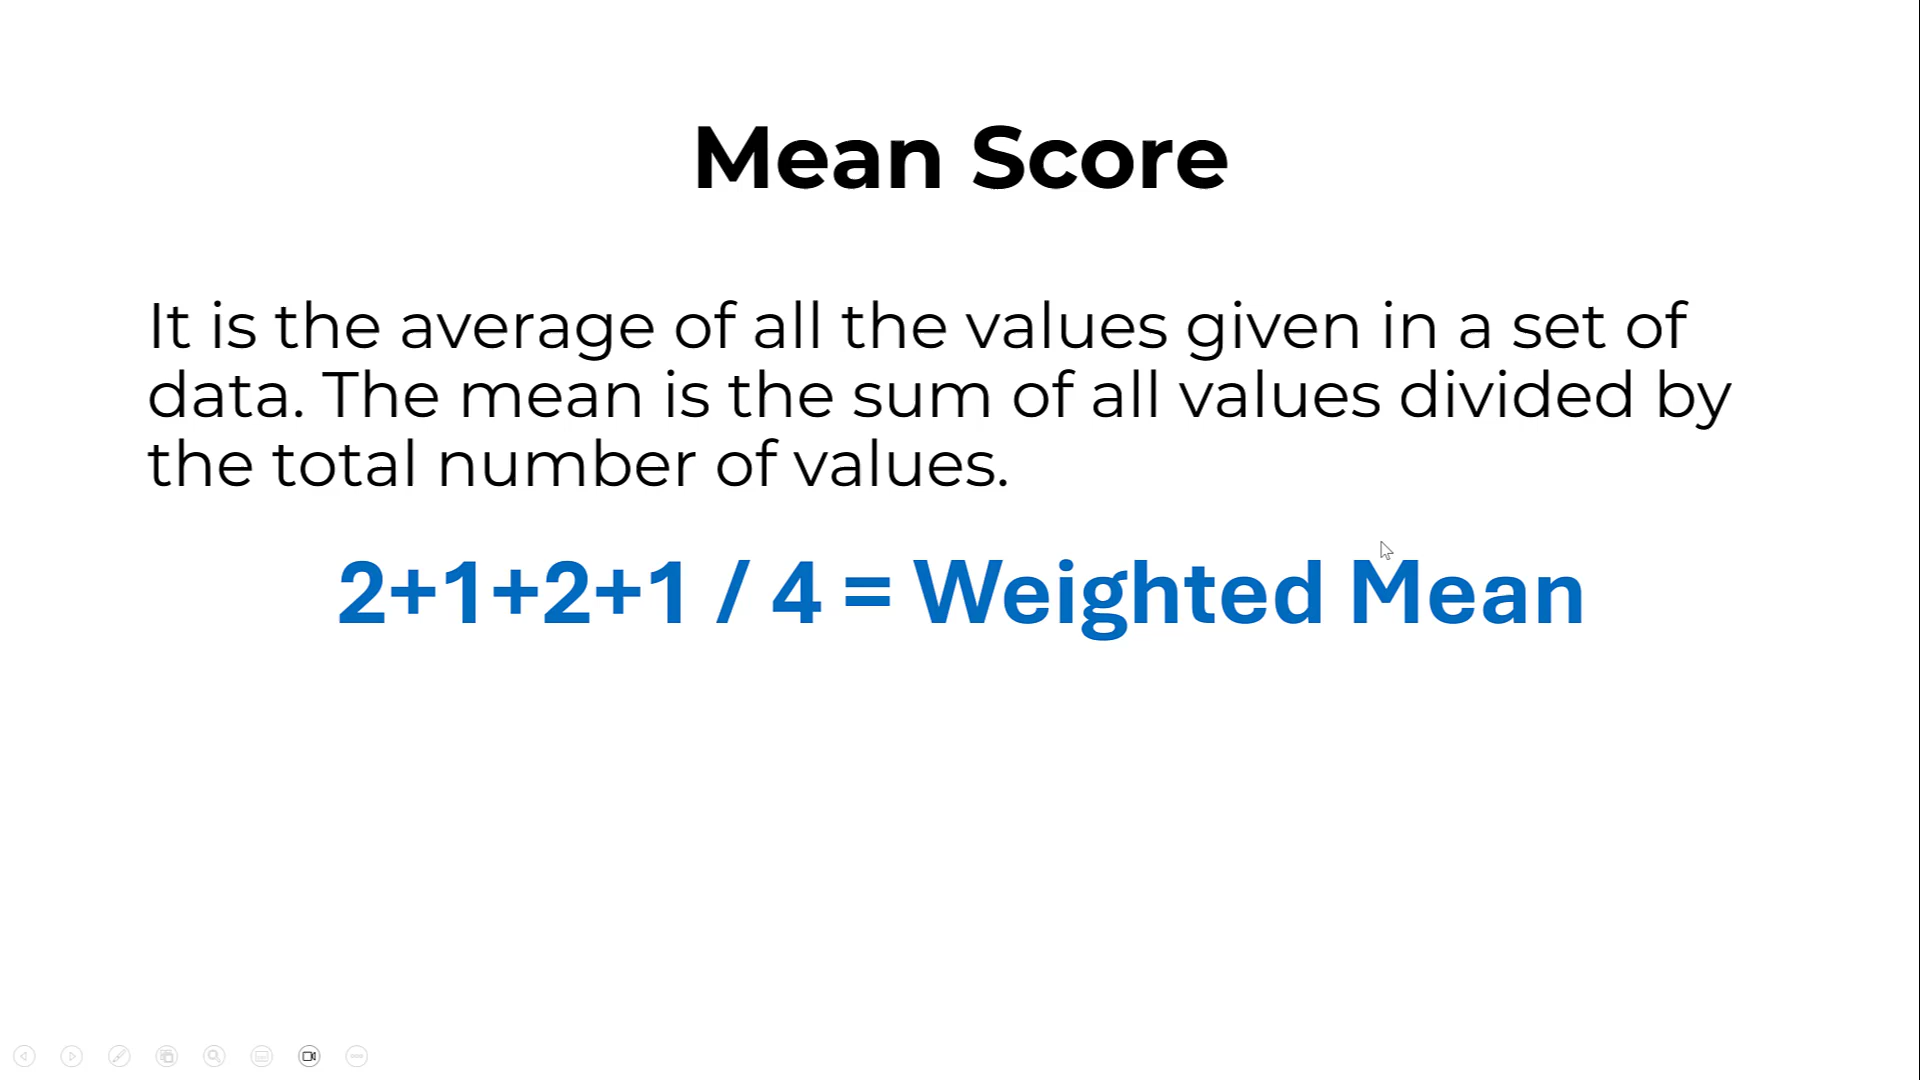 Mean Score
It is the average of all the values given in a set of
data. The mean is the sum of all values divided by
the total number of values.
2+1+2+1 / 4 = Weighted Mean